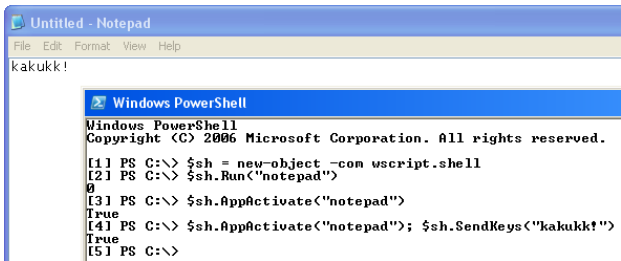 Untitled - Notepad
File Edit Format View Help
kakukk!
Windows PowerShell
Windows PowerShell
Copyright (C) 2006 Microsoft Corporation. All rights reserved.
[1] PS C:\> $sh = new-object -com wscript.shell
[2] PS C:\> $sh.Run("notepad")
0
[3] PS C:\> $sh.AppActivate("notepad")
True
[4] PS C:\> $sh.AppActivate("notepad"); $sh.SendKeys("kakukk!")
True
[5] PS C:\>